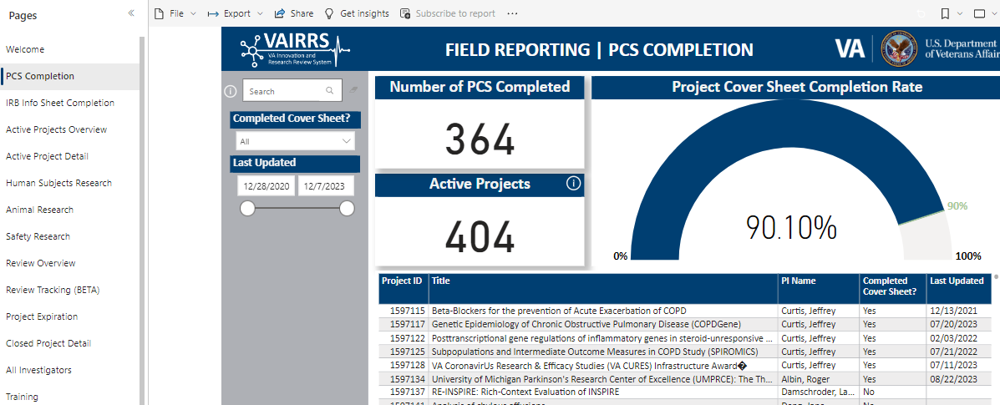 Pages
«
Welcome
PCS Completion
IRB Info Sheet Completion
Active Projects Overview
Active Project Detail
Human Subjects Research
Animal Research
Safety Research
Review Overview
Review Tracking (BETA)
Project Expiration
Closed Project Detail
All Investigators
Training
File Export Share Get insights Subscribe to report ...
VAIRRS
VA Innovation and
Research Review System
FIELD REPORTING | PCS COMPLETION
VA
U.S. Department
of Veterans Affair
Search
Completed Cover Sheet?
All
Last Updated
12/28/2020 12/7/2023
Number of PCS Completed
364
Active Projects
404
Project Cover Sheet Completion Rate
90%
90.10%
0% 100%
Project ID Title PI Name Completed Cover Sheet? Last Updated
1597115 Beta-Blockers for the prevention of Acute Exacerbation of COPD Curtis, Jeffrey Yes 12/13/2021
1597117 Genetic Epidemiology of Chronic Obstructive Pulmonary Disease (COPDGene) Curtis, Jeffrey Yes 07/20/2023
1597122 Posttranscriptional gene regulations of inflammatory genes in steroid-unresponsive ... Curtis, Jeffrey Yes 02/03/2022
1597125 Subpopulations and Intermediate Outcome Measures in COPD Study (SPIROMICS) Curtis, Jeffrey Yes 07/21/2022
1597128 VA CoronavirUs Research & Efficacy Studies (VA CURES) Infrastructure Award� Curtis, Jeffrey Yes 07/11/2023
1597134 University of Michigan Parkinson's Research Center of Excellence (UMPRCE): The Th... Albin, Roger Yes 08/22/2023
1597137 RE-INSPIRE: Rich-Context Evaluation of INSPIRE Damschroder, La... No